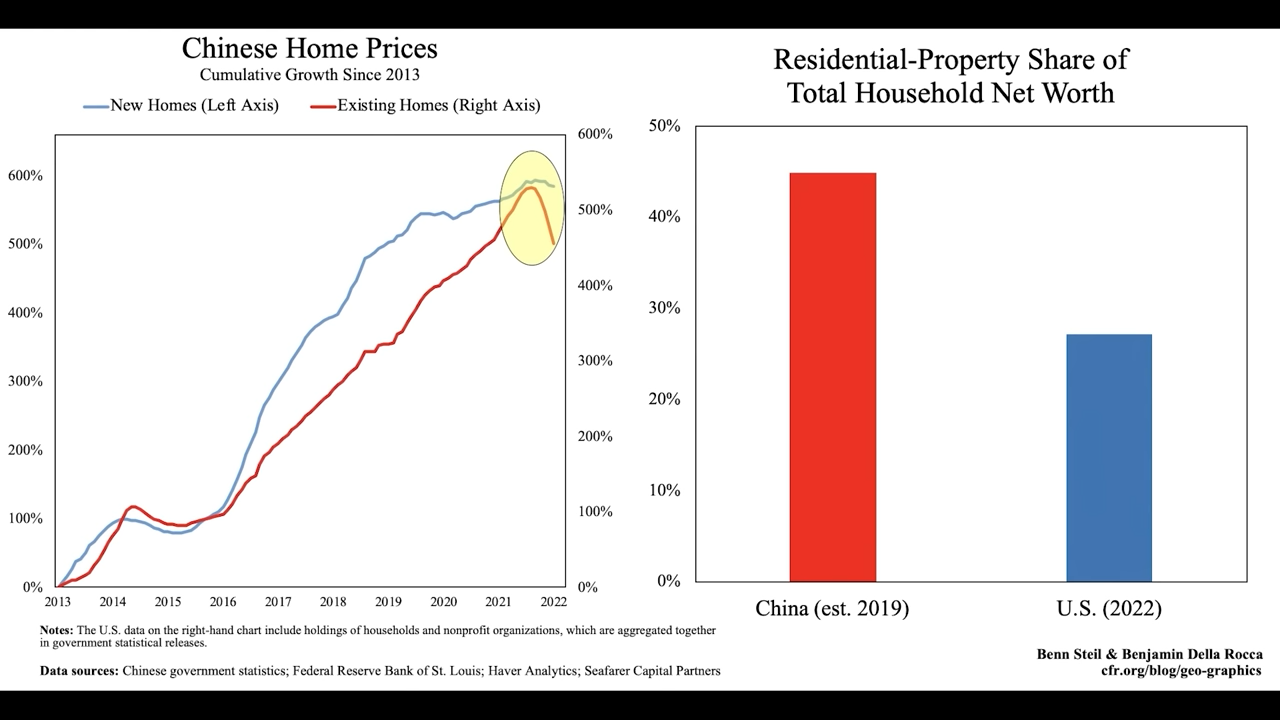 Chinese Home Prices
Cumulative Growth Since 2013
New Homes (Left Axis)
Existing Homes (Right Axis)
600%
500%
400%
300%
200%
100%
0%
600%
500%
400%
300%
200%
100%
0%
2013
2014
2015
2016
2017
2018
2019
2020
2021
2022
Residential-Property Share of
Total Household Net Worth
50%
40%
30%
20%
10%
0%
China (est. 2019)
U.S. (2022)
Notes: The U.S. data on the right-hand chart include holdings of households and nonprofit organizations, which are aggregated together
in government statistical releases.
Data sources: Chinese government statistics; Federal Reserve Bank of St. Louis; Haver Analytics; Seafarer Capital Partners
Benn Steil & Benjamin Della Rocca
cfr.org/blog/geo-graphics